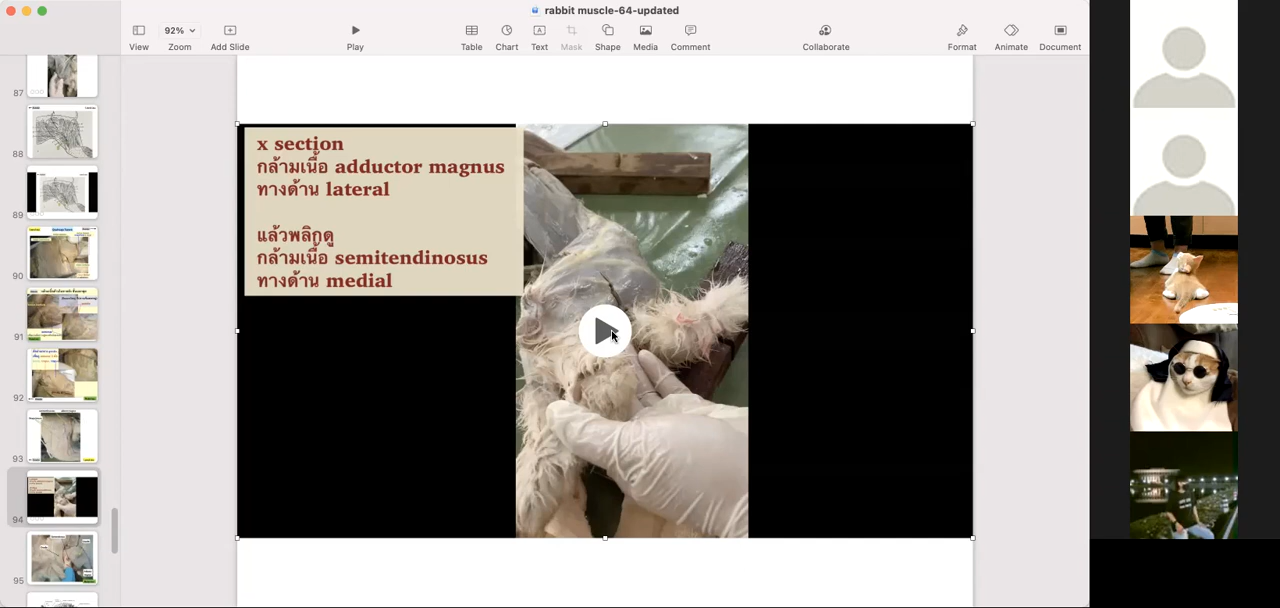 rabbit muscle-64-updated
92%
View
Zoom
Add Slide
Play
Table
Chart
Text
Mask
Shape
Media
Comment
Collaborate
Format
Animate
Document
87
88
89
90
91
92
93
94
95
x section
กล้ามเนื้อ adductor magnus
ทางด้าน lateral
แล้วพลิกดู
กล้ามเนื้อ semitendinosus
ทางด้าน medial